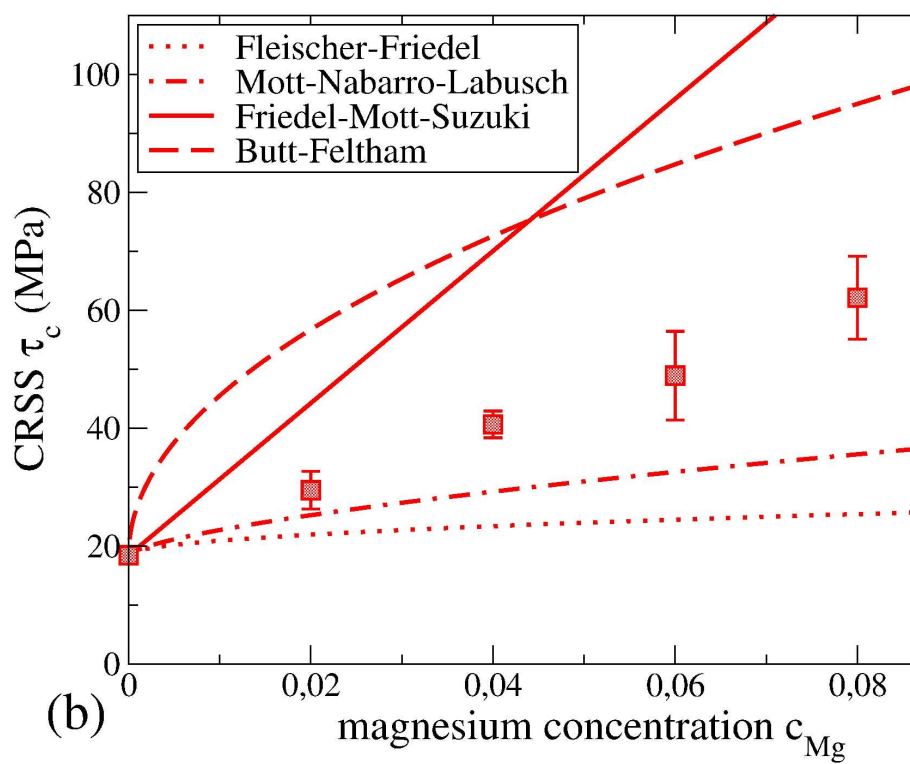 Fleischer-Friedel
Mott-Nabarro-Labusch
Friedel-Mott-Suzuki
Butt-Feltham
100
80
60
40
20
0
CRSS τc (MPa)
0
0,02
0,04
0,06
0,08
(b)
magnesium concentration cMg